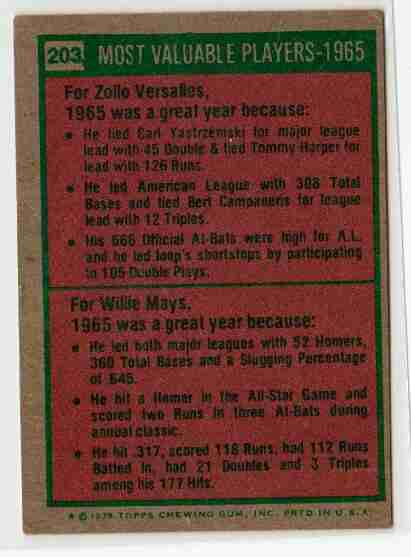 203 MOST VALUABLE PLAYERS-1965
For Zoilo Versalles,
1965 was a great year because:
● He tied Carl Yastrzemski for major league
lead with 45 Double & tied Tommy Harper for
lead with 126 Runs.
● He led American League with 308 Total
Bases and tied Bert Campaneris for league
lead with 12 Triples.
● His 666 Official At-Bats were high for A.L.
and he led loop's shortstops by participating
in 105 Double Plays.
For Willie Mays,
1965 was a great year because:
● He led both major leagues with 52 Homers,
360 Total Bases and a Slugging Percentage
of .645.
● He hit a Homer in the All-Star Game and
scored two Runs in three At-Bats during
annual classic.
● He hit .317, scored 118 Runs, had 112 Runs
Batted In, had 21 Doubles and 3 Triples
among his 177 Hits.
★ © 1975 TOPPS CHEWING GUM, INC. PRTD IN U.S.A.